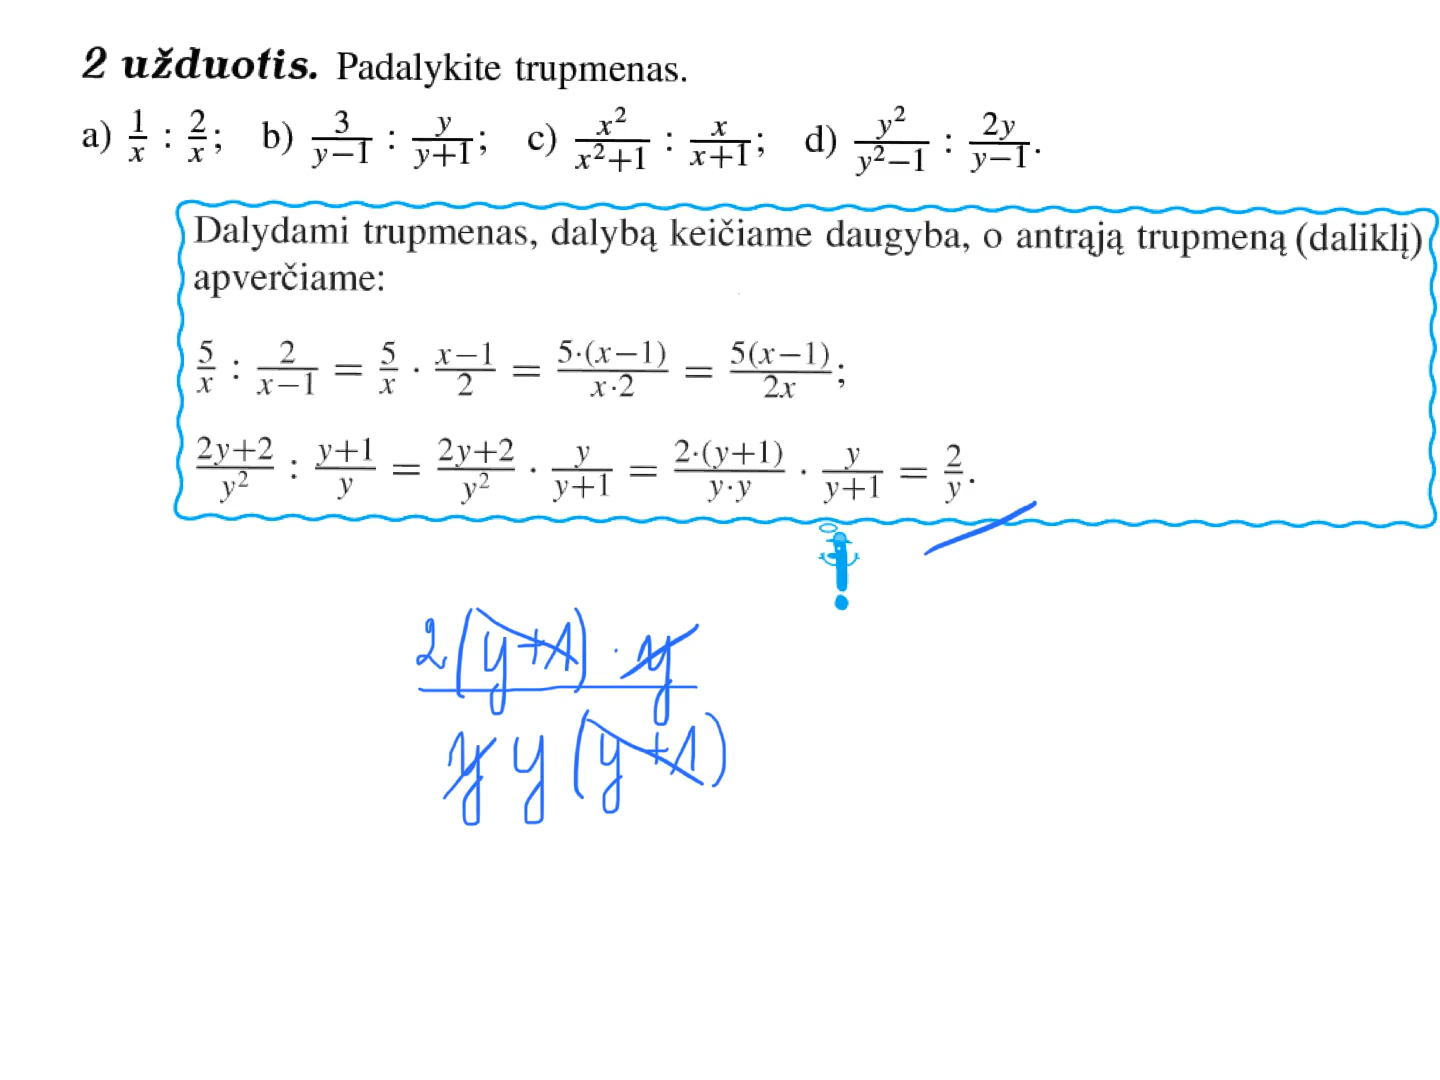 2 užduotis. Padalykite trupmenas.
a) 1/x : 2/x; b) 3/(y−1) : y/(y+1); c) x²/(x²+1) : x/(x+1); d) y²/(y²−1) : 2y/(y−1).
Dalydami trupmenas, dalybą keičiame daugyba, o antrąją trupmeną (daliklį)
apverčiame:
5/x : 2/(x−1) = 5/x · (x−1)/2 = 5·(x−1)/(x·2) = 5(x−1)/(2x);
(2y+2)/y² : (y+1)/y = (2y+2)/y² · y/(y+1) = 2·(y+1)/(y·y) · y/(y+1) = 2/y.
2(y+1) · y
y y (y+1)